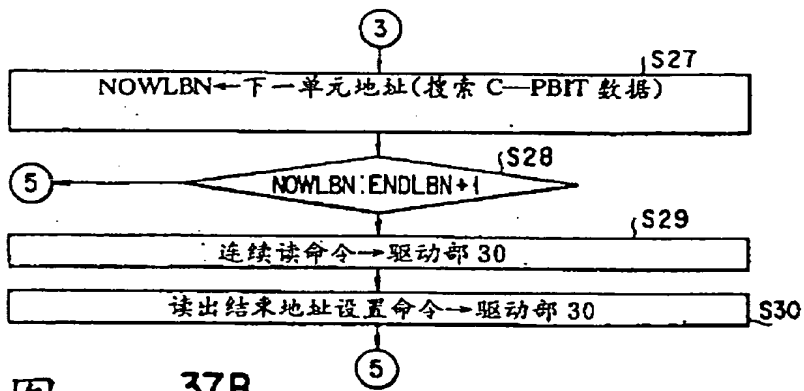 3
S27
NOWLBN←下一单元地址(搜索 C—PBIT 数据)
S28
5
NOWLBN:ENDLBN+1
S29
连续读命令→驱动部 30
读出结束地址设置命令→驱动部 30
S30
5
图 37B